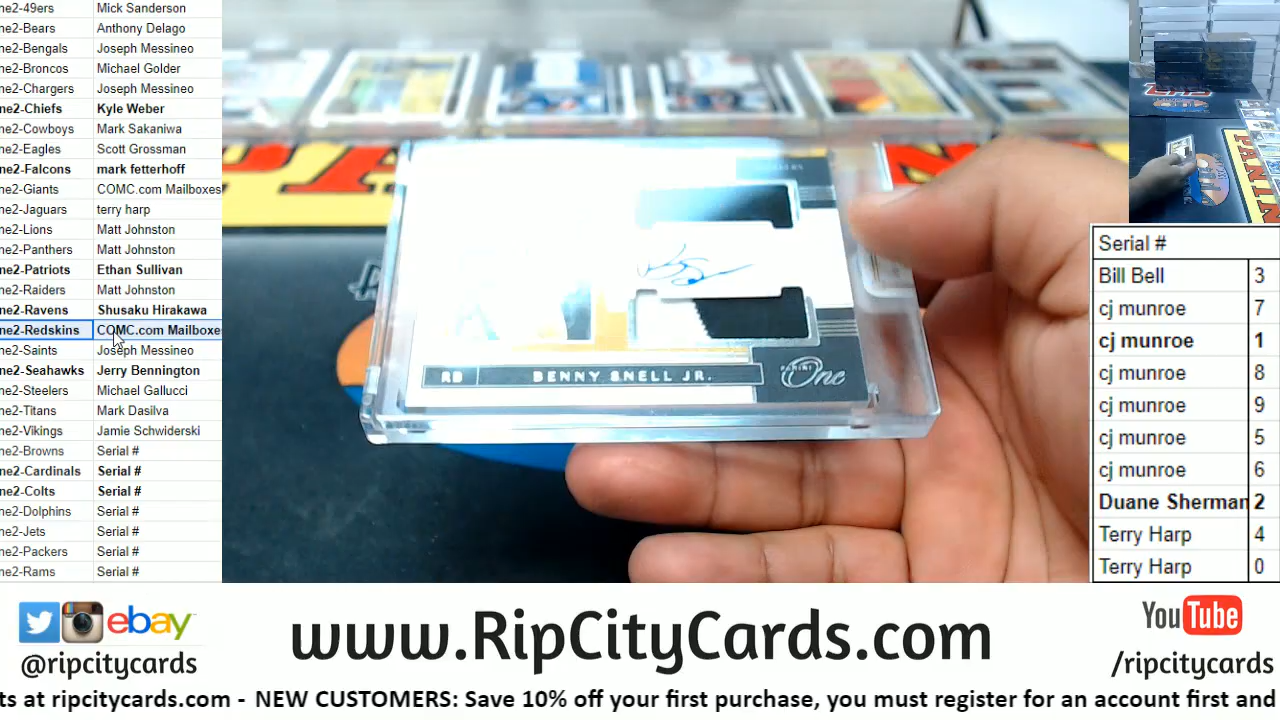 ne2-49ers Mick Sanderson
ne2-Bears Anthony Delago
ne2-Bengals Joseph Messineo
ne2-Broncos Michael Golder
ne2-Chargers Joseph Messineo
ne2-Chiefs Kyle Weber
ne2-Cowboys Mark Sakaniwa
ne2-Eagles Scott Grossman
ne2-Falcons mark fetterhoff
ne2-Giants COMC.com Mailboxes
ne2-Jaguars terry harp
ne2-Lions Matt Johnston
ne2-Panthers Matt Johnston
ne2-Patriots Ethan Sullivan
ne2-Raiders Matt Johnston
ne2-Ravens Shusaku Hirakawa
ne2-Redskins COMC.com Mailboxes
ne2-Saints Joseph Messineo
ne2-Seahawks Jerry Bennington
ne2-Steelers Michael Gallucci
ne2-Titans Mark Dasilva
ne2-Vikings Jamie Schwiderski
ne2-Browns Serial #
ne2-Cardinals Serial #
ne2-Colts Serial #
ne2-Dolphins Serial #
ne2-Jets Serial #
ne2-Packers Serial #
ne2-Rams Serial #
RB BENNY SNELL JR.
PANINI One
PANIN
Serial #
Bill Bell 3
cj munroe 7
cj munroe 1
cj munroe 8
cj munroe 9
cj munroe 5
cj munroe 6
Duane Sherman 2
Terry Harp 4
Terry Harp 0
ebay
@ripcitycards
www.RipCityCards.com
YouTube
/ripcitycards
ts at ripcitycards.com - NEW CUSTOMERS: Save 10% off your first purchase, you must register for an account first and